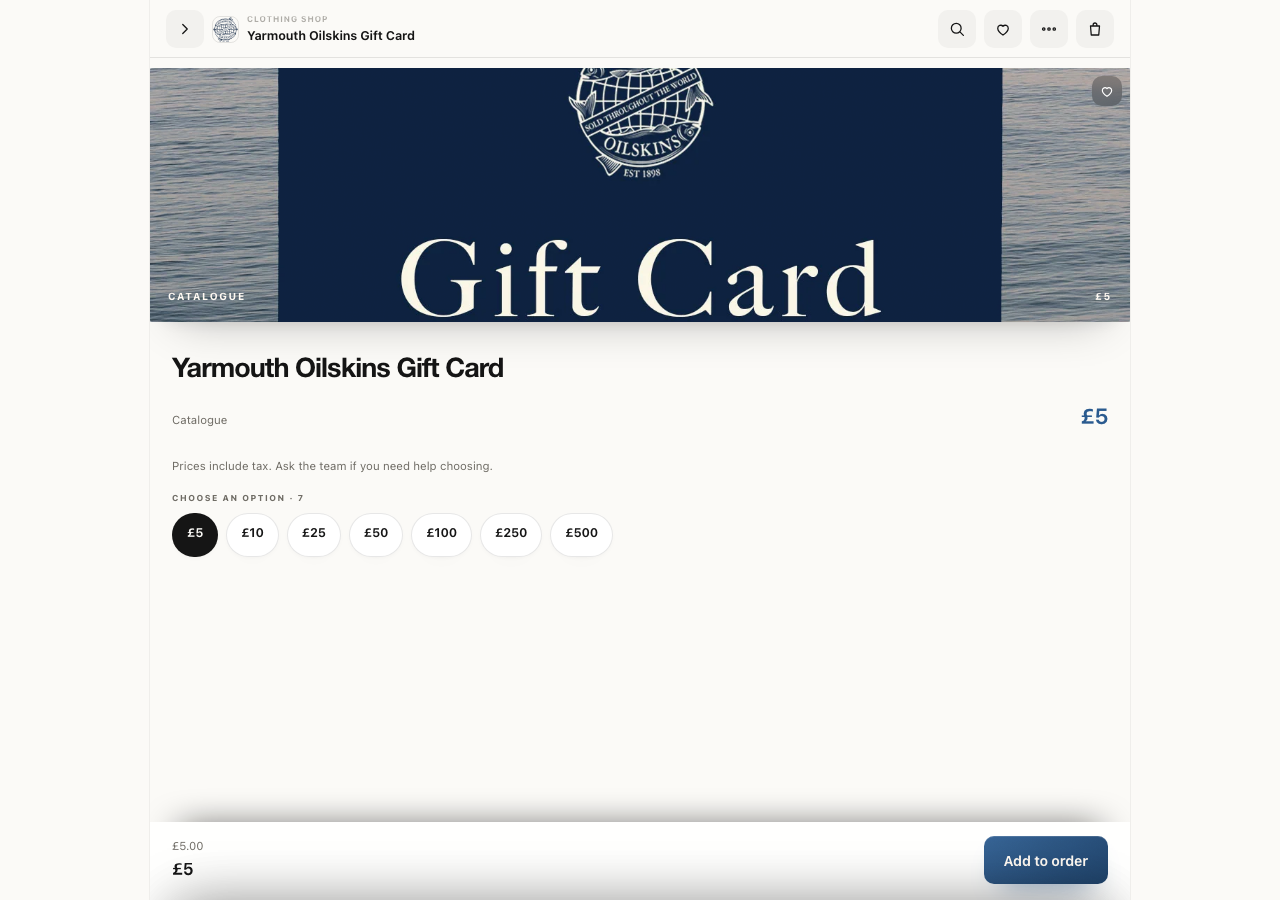 CLOTHING SHOP
Yarmouth Oilskins Gift Card
SOLD THROUGHOUT THE WORLD
OILSKINS
EST 1898
Gift Card
CATALOGUE
£5
Yarmouth Oilskins Gift Card
Catalogue
£5
Prices include tax. Ask the team if you need help choosing.
CHOOSE AN OPTION · 7
£5 £10 £25 £50 £100 £250 £500
£5.00
£5
Add to order